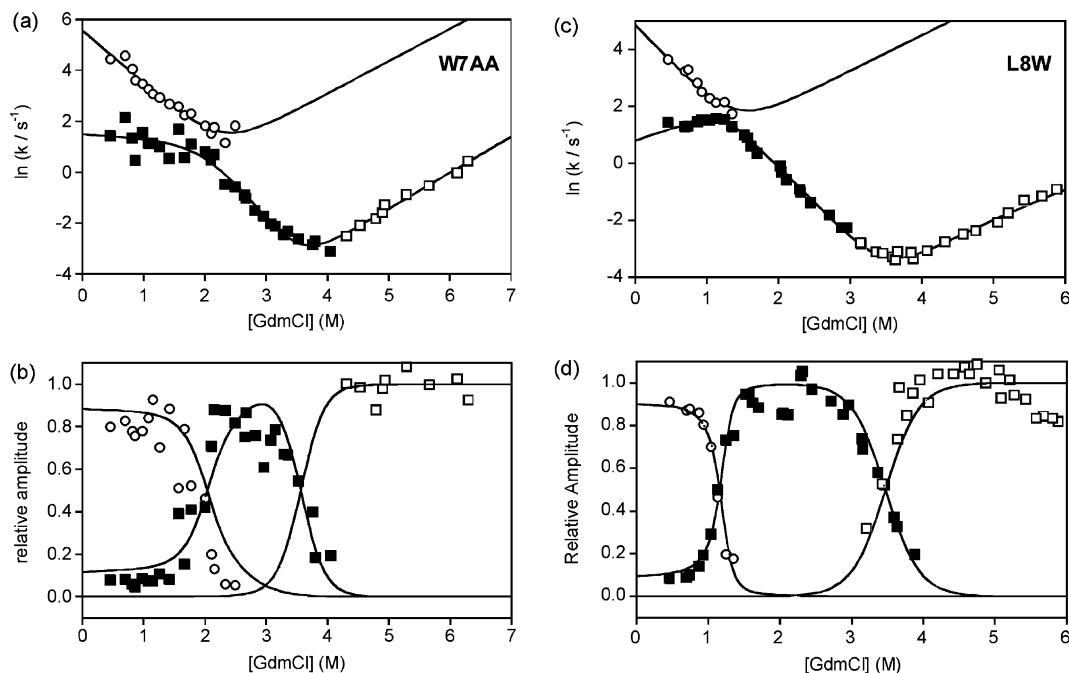 (a)
W7AA
ln (k / s⁻¹)
6
4
2
0
-2
-4
0 1 2 3 4 5 6 7
[GdmCl] (M)
(c)
L8W
ln (k / s⁻¹)
4
2
0
-2
-4
0 1 2 3 4 5 6
[GdmCl] (M)
(b)
relative amplitude
1.0
0.8
0.6
0.4
0.2
0.0
0 1 2 3 4 5 6 7
[GdmCl] (M)
(d)
Relative Amplitude
1.0
0.8
0.6
0.4
0.2
0.0
0 1 2 3 4 5 6
[GdmCl] (M)